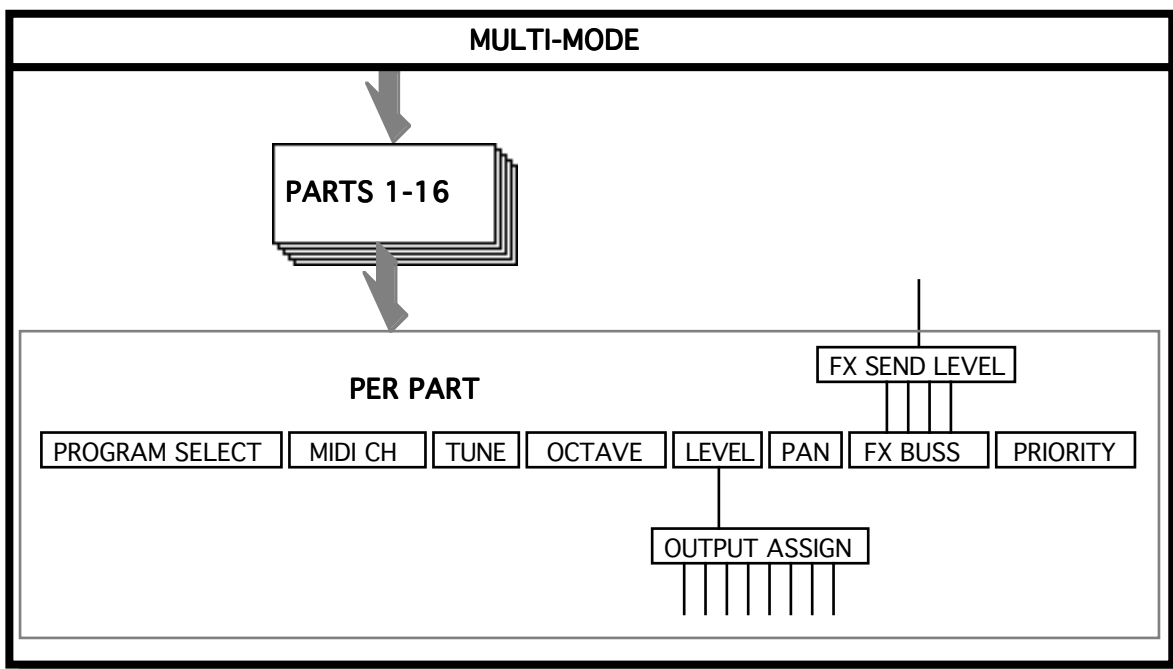 MULTI-MODE
PARTS 1-16
FX SEND LEVEL
PER PART
PROGRAM SELECT MIDI CH TUNE OCTAVE LEVEL PAN FX BUSS PRIORITY
OUTPUT ASSIGN